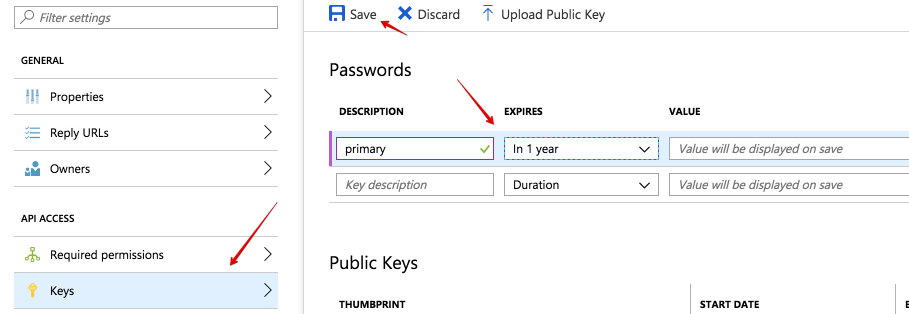 Filter settings
GENERAL
Properties
Reply URLs
Owners
API ACCESS
Required permissions
Keys
Save Discard Upload Public Key
Passwords
DESCRIPTION EXPIRES VALUE
primary In 1 year Value will be displayed on save
Key description Duration Value will be displayed on save
Public Keys
THUMBPRINT START DATE